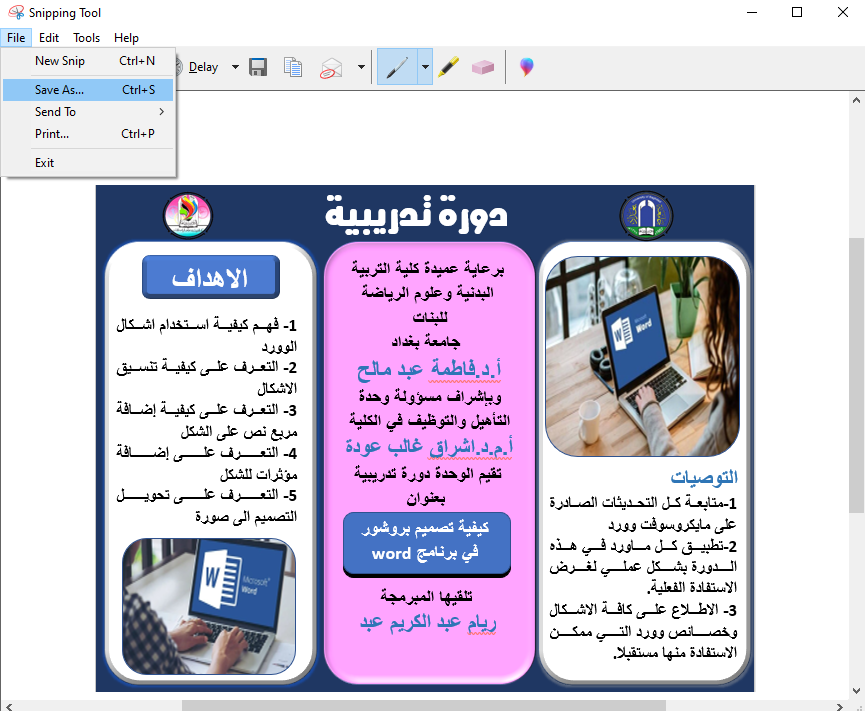 Snipping Tool
File Edit Tools Help
New Snip Ctrl+N
Delay
Save As... Ctrl+S
Send To
Print... Ctrl+P
Exit
دورة تدريبية
برعاية عميدة كلية التربية
البدنية وعلوم الرياضة
للبنات
جامعة بغداد
أ.د.فاطمة عبد مالح
وبإشراف مسؤولة وحدة
التأهيل والتوظيف في الكلية
أ.م.د.اشراق غالب عودة
تقيم الوحدة دورة تدريبية
بعنوان
كيفية تصميم بروشور
في برنامج word
تلقيها المبرمجة
ريام عبد الكريم عبد
الاهداف
1- فهم كيفية استخدام اشكال
الوورد
2- التعرف على كيفية تنسيق
الاشكال
3- التعرف على كيفية إضافة
مربع نص على الشكل
4- التعرف على إضافة
مؤثرات للشكل
5- التعرف على تحويل
التصميم الى صورة
Microsoft
Word
Word
التوصيات
1-متابعة كل التحديثات الصادرة
على مايكروسوفت وورد
2-تطبيق كل ماورد في هذه
الدورة بشكل عملي لغرض
الاستفادة الفعلية.
3- الاطلاع على كافة الاشكال
وخصائص وورد التي ممكن
الاستفادة منها مستقبلا.